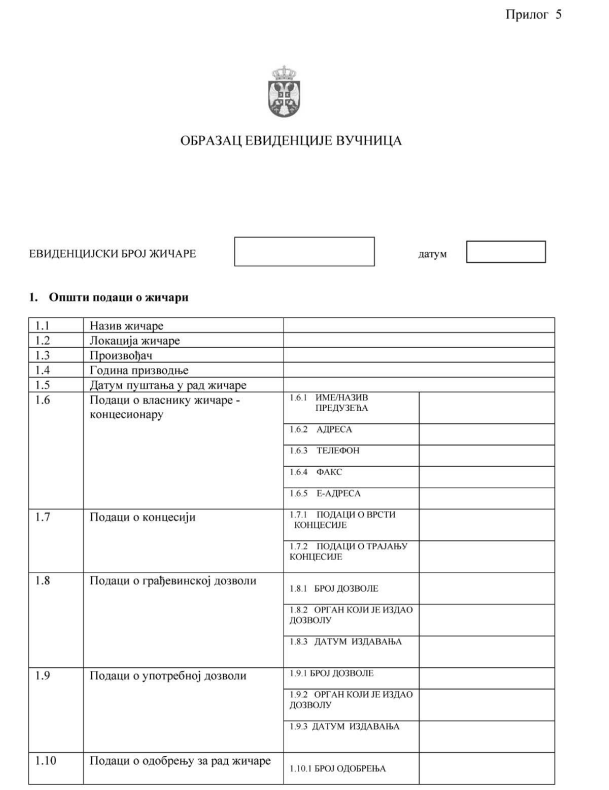 Прилог 5
ОБРАЗАЦ ЕВИДЕНЦИЈЕ ВУЧНИЦА
ЕВИДЕНЦИЈСКИ БРОЈ ЖИЧАРЕ датум
1. Општи подаци о жичари
1.1 Назив жичаре
1.2 Локација жичаре
1.3 Произвођач
1.4 Година призводње
1.5 Датум пуштања у рад жичаре
1.6 Подаци о власнику жичаре -
концесионару
1.6.1 ИМЕ/НАЗИВ
ПРЕДУЗЕЋА
1.6.2 АДРЕСА
1.6.3 ТЕЛЕФОН
1.6.4 ФАКС
1.6.5 Е-АДРЕСА
1.7 Подаци о концесији
1.7.1 ПОДАЦИ О ВРСТИ
КОНЦЕСИЈЕ
1.7.2 ПОДАЦИ О ТРАЈАЊУ
КОНЦЕСИЈЕ
1.8 Подаци о грађевинској дозволи
1.8.1 БРОЈ ДОЗВОЛЕ
1.8.2 ОРГАН КОЈИ ЈЕ ИЗДАО
ДОЗВОЛУ
1.8.3 ДАТУМ ИЗДАВАЊА
1.9 Подаци о употребној дозволи
1.9.1 БРОЈ ДОЗВОЛЕ
1.9.2 ОРГАН КОЈИ ЈЕ ИЗДАО
ДОЗВОЛУ
1.9.3 ДАТУМ ИЗДАВАЊА
1.10 Подаци о одобрењу за рад жичаре
1.10.1 БРОЈ ОДОБРЕЊА